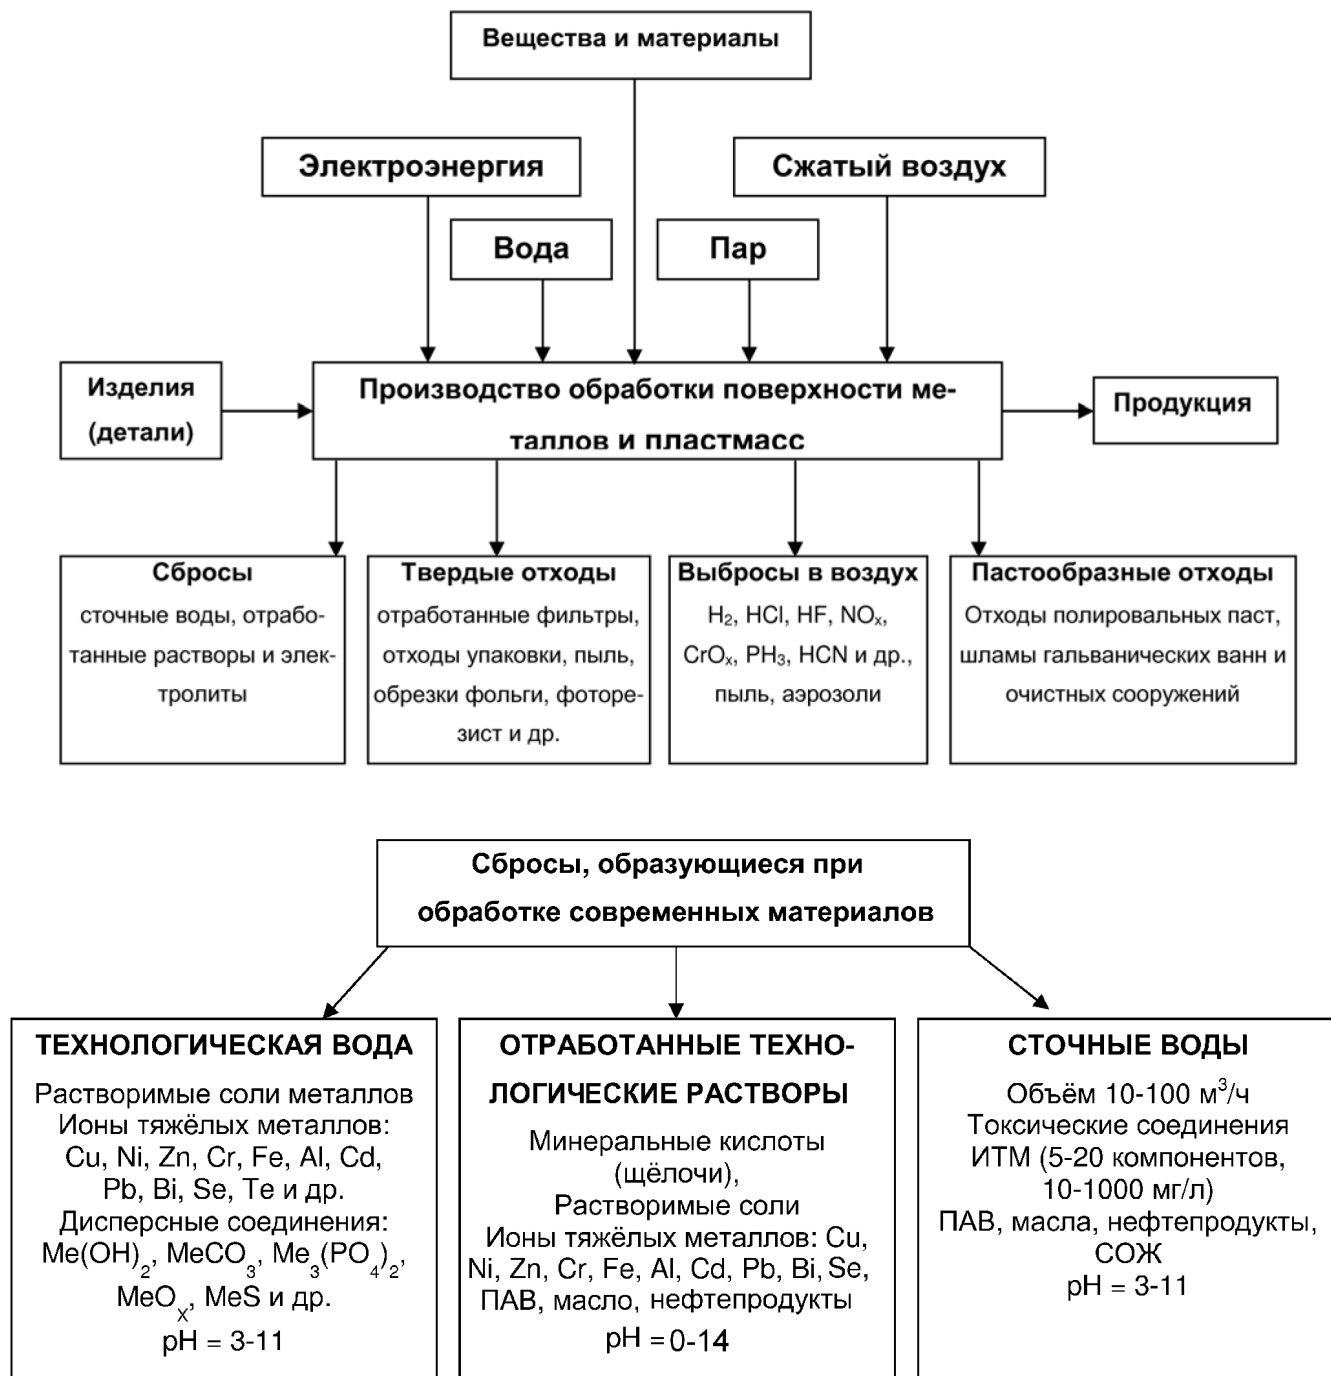 Вещества и материалы
Электроэнергия
Сжатый воздух
Вода
Пар
Изделия
(детали)
Производство обработки поверхности ме-
таллов и пластмасс
Продукция
Сбросы
сточные воды, отрабо-
танные растворы и элек-
тролиты
Твердые отходы
отработанные фильтры,
отходы упаковки, пыль,
обрезки фольги, фоторе-
зист и др.
Выбросы в воздух
H₂, HCl, HF, NOₓ,
CrOₓ, PH₃, HCN и др.,
пыль, аэрозоли
Пастообразные отходы
Отходы полировальных паст,
шламы гальванических ванн и
очистных сооружений
Сбросы, образующиеся при
обработке современных материалов
ТЕХНОЛОГИЧЕСКАЯ ВОДА
Растворимые соли металлов
Ионы тяжёлых металлов:
Cu, Ni, Zn, Cr, Fe, Al, Cd,
Pb, Bi, Se, Te и др.
Дисперсные соединения:
Me(OH)₂, MeCO₃, Me₃(PO₄)₂,
MeOₓ, MeS и др.
pH = 3-11
ОТРАБОТАННЫЕ ТЕХНО-
ЛОГИЧЕСКИЕ РАСТВОРЫ
Минеральные кислоты
(щёлочи),
Растворимые соли
Ионы тяжёлых металлов: Cu,
Ni, Zn, Cr, Fe, Al, Cd, Pb, Bi, Se,
ПАВ, масло, нефтепродукты
pH = 0-14
СТОЧНЫЕ ВОДЫ
Объём 10-100 м³/ч
Токсические соединения
ИТМ (5-20 компонентов,
10-1000 мг/л)
ПАВ, масла, нефтепродукты,
СОЖ
pH = 3-11